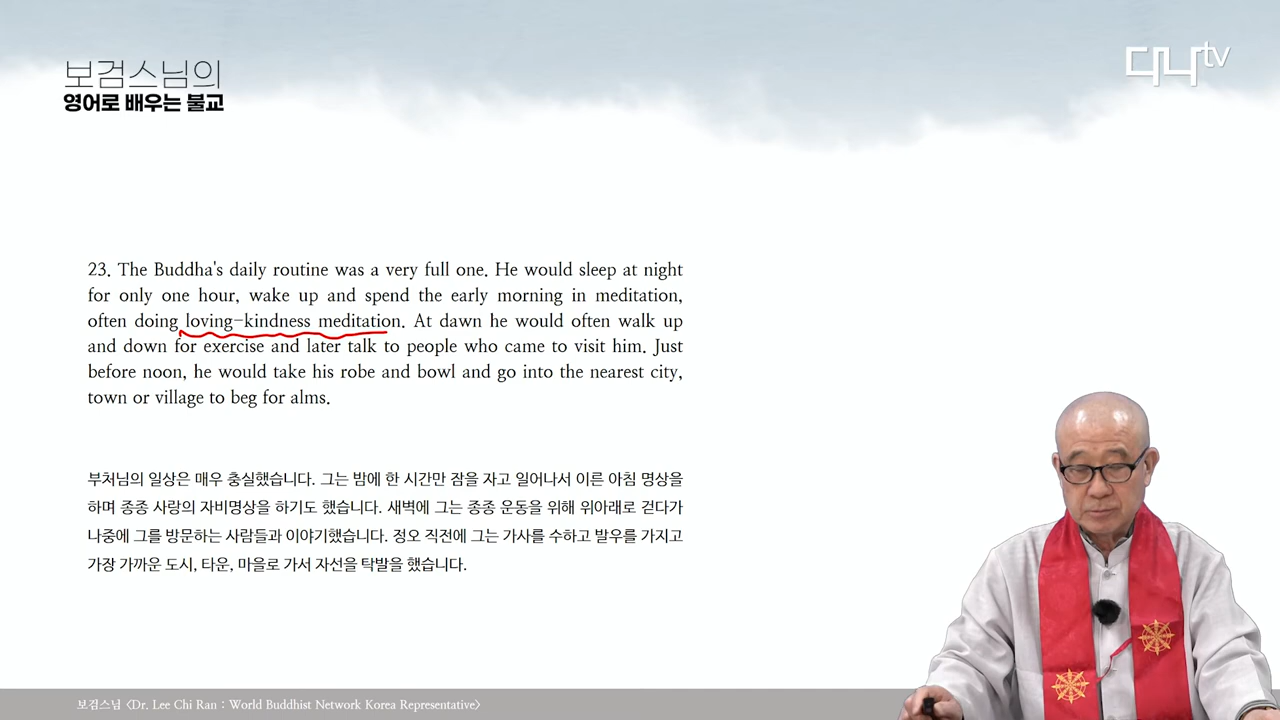 보검스님의
영어로 배우는 불교
다나tv
23. The Buddha's daily routine was a very full one. He would sleep at night
for only one hour, wake up and spend the early morning in meditation,
often doing loving-kindness meditation. At dawn he would often walk up
and down for exercise and later talk to people who came to visit him. Just
before noon, he would take his robe and bowl and go into the nearest city,
town or village to beg for alms.
부처님의 일상은 매우 충실했습니다. 그는 밤에 한 시간만 잠을 자고 일어나서 이른 아침 명상을
하며 종종 사랑의 자비명상을 하기도 했습니다. 새벽에 그는 종종 운동을 위해 위아래로 걷다가
나중에 그를 방문하는 사람들과 이야기했습니다. 정오 직전에 그는 가사를 수하고 발우를 가지고
가장 가까운 도시, 타운, 마을로 가서 자선을 탁발을 했습니다.
보검스님 <Dr. Lee Chi Ran : World Buddhist Network Korea Representative>